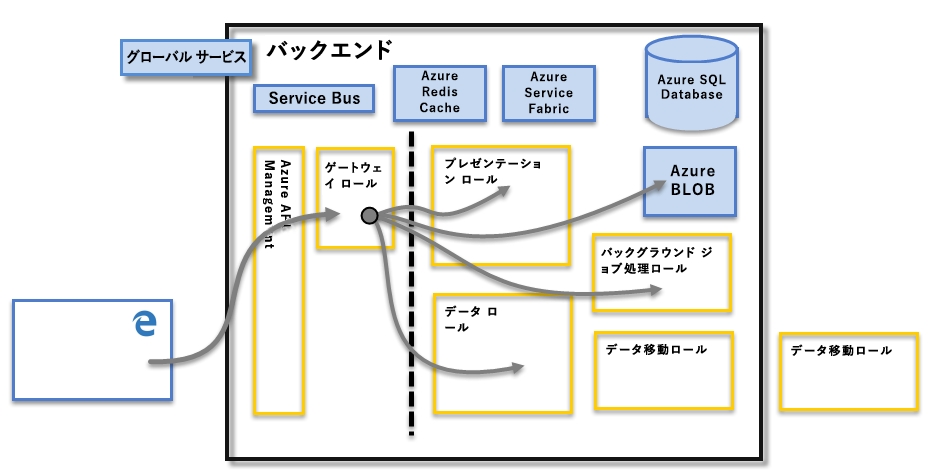 グローバル サービス
バックエンド
Service Bus
Azure
Redis
Cache
Azure
Service
Fabric
Azure SQL
Database
Azure API
Management
ゲートウェ
イ ロール
プレゼンテーショ
ン ロール
Azure
BLOB
バックグラウンド ジ
ョブ処理ロール
データ ロ
ール
データ移動ロール
データ移動ロール